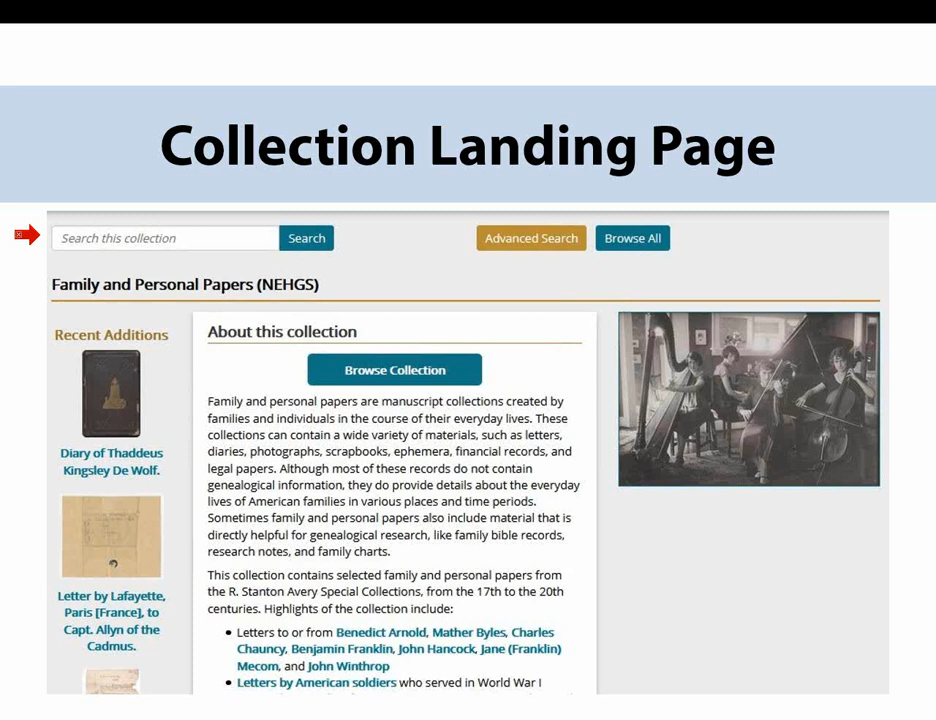 Collection Landing Page
Search this collection
Search
Advanced Search
Browse All
Family and Personal Papers (NEHGS)
Recent Additions
Diary of Thaddeus
Kingsley De Wolf.
Letter by Lafayette,
Paris [France], to
Capt. Allyn of the
Cadmus.
About this collection
Browse Collection
Family and personal papers are manuscript collections created by
families and individuals in the course of their everyday lives. These
collections can contain a wide variety of materials, such as letters,
diaries, photographs, scrapbooks, ephemera, financial records, and
legal papers. Although most of these records do not contain
genealogical information, they do provide details about the everyday
lives of American families in various places and time periods.
Sometimes family and personal papers also include material that is
directly helpful for genealogical research, like family bible records,
research notes, and family charts.
This collection contains selected family and personal papers from
the R. Stanton Avery Special Collections, from the 17th to the 20th
centuries. Highlights of the collection include:
• Letters to or from Benedict Arnold, Mather Byles, Charles
Chauncy, Benjamin Franklin, John Hancock, Jane (Franklin)
Mecom, and John Winthrop
• Letters by American soldiers who served in World War I